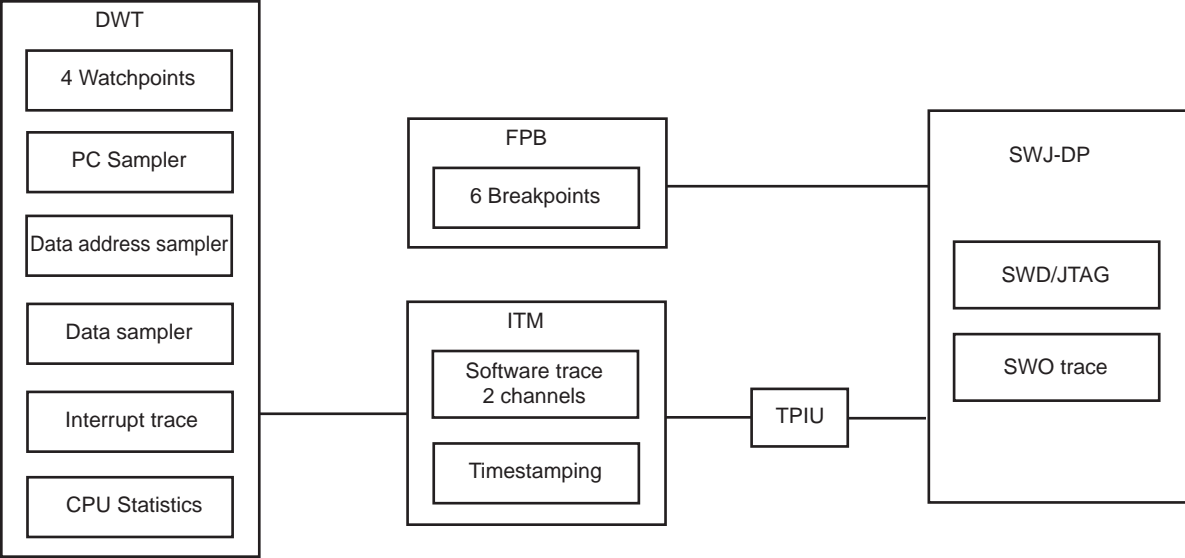 DWT
4 Watchpoints
PC Sampler
Data address sampler
Data sampler
Interrupt trace
CPU Statistics
FPB
6 Breakpoints
ITM
Software trace
2 channels
Timestamping
TPIU
SWJ-DP
SWD/JTAG
SWO trace